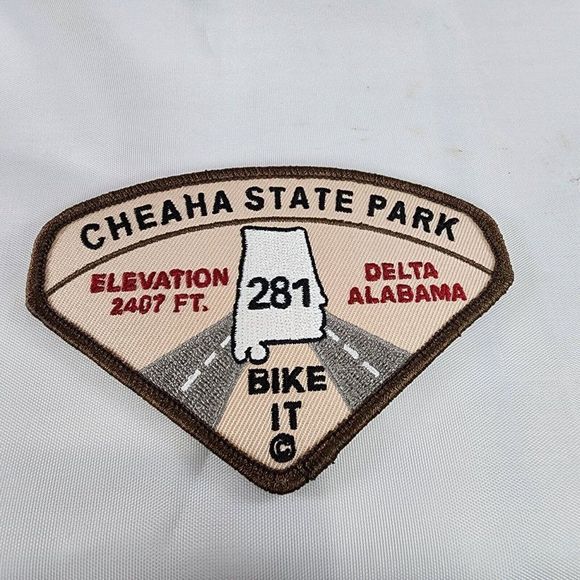 CHEAHA STATE PARK
ELEVATION
2407 FT.
281
DELTA
ALABAMA
BIKE
IT
©